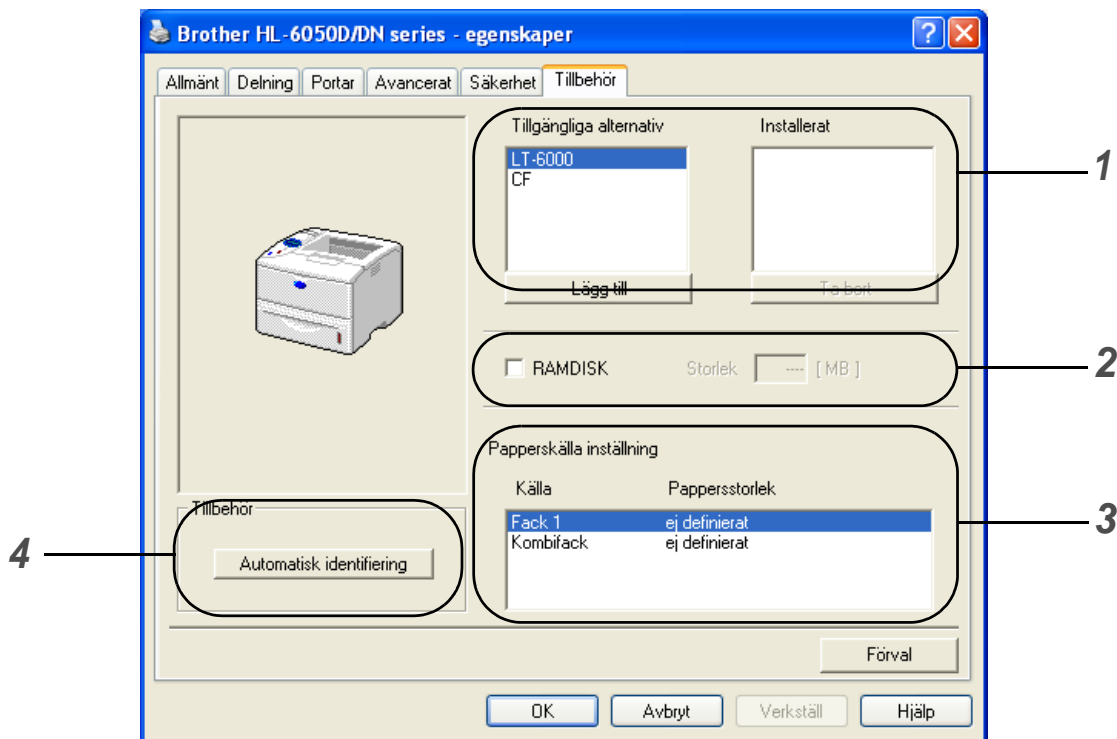 Brother HL-6050D/DN series - egenskaper
Allmänt Delning Portar Avancerat Säkerhet Tillbehör
Tillgängliga alternativ Installerat
LT-6000
CF
1
Lägg till Ta bort
RAMDISK Storlek ---- [ MB ]
2
Papperskälla inställning
Källa Pappersstorlek
Fack 1 ej definierat
Kombifack ej definierat
3
Tillbehör
Automatisk identifiering
4
Förval
OK Avbryt Verkställ Hjälp